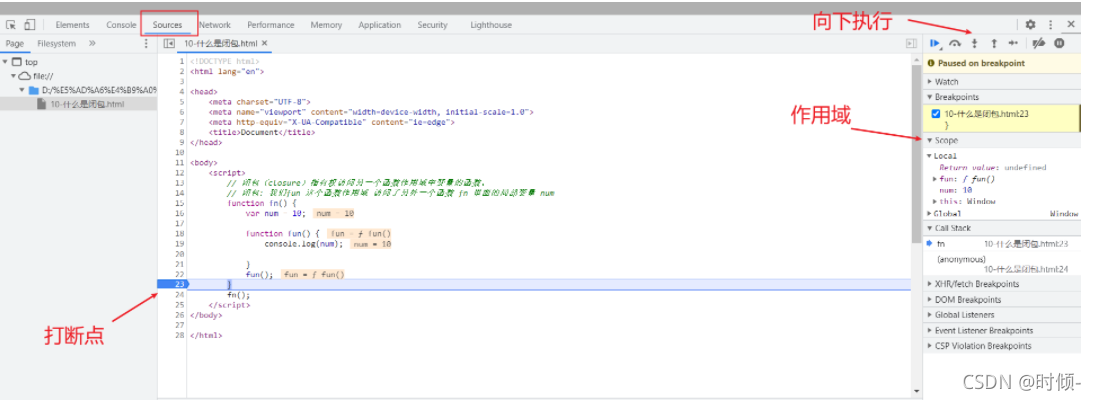 向下执行
Elements Console Sources Network Performance Memory Application Security Lighthouse
Page Filesystem »
10-什么是闭包.html ×
top
file://
D:/%E5%AD%A6%E4%B9%A0%
10-什么是闭包.html
1 <!DOCTYPE html>
2 <html lang="en">
3
4 <head>
5 <meta charset="UTF-8">
6 <meta name="viewport" content="width=device-width, initial-scale=1.0">
7 <meta http-equiv="X-UA-Compatible" content="ie=edge">
8 <title>Document</title>
9 </head>
10
11 <body>
12 <script>
13 // 闭包（closure）指有权访问另一个函数作用域中变量的函数。
14 // 闭包: 我们fun 这个函数作用域 访问了另外一个函数 fn 里面的局部变量 num
15 function fn() {
16 var num = 10; num = 10
17
18 function fun() { fun = ƒ fun()
19 console.log(num); num = 10
20
21 }
22 fun(); fun = ƒ fun()
23 }
24 fn();
25 </script>
26 </body>
27
28 </html>
打断点
Paused on breakpoint
Watch
Breakpoints
10-什么是闭包.html:23
}
作用域
Scope
Local
Return value: undefined
fun: ƒ fun()
num: 10
this: Window
Global Window
Call Stack
fn 10-什么是闭包.html:23
(anonymous)
10-什么是闭包.html:24
XHR/fetch Breakpoints
DOM Breakpoints
Global Listeners
Event Listener Breakpoints
CSP Violation Breakpoints
CSDN @时倾-